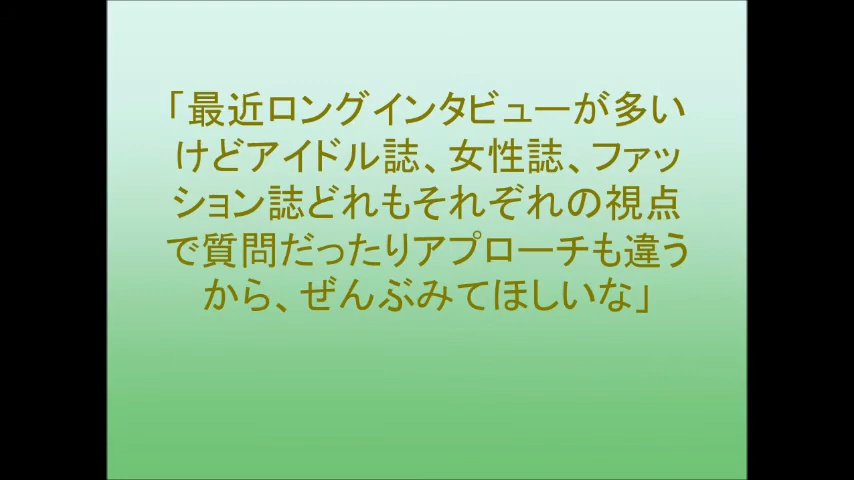 「最近ロングインタビューが多い
けどアイドル誌、女性誌、ファッ
ション誌どれもそれぞれの視点
で質問だったりアプローチも違う
から、ぜんぶみてほしいな」